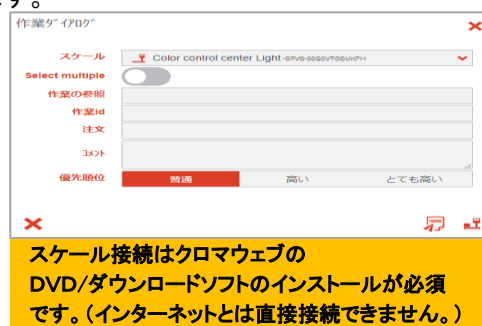 す。
作業ﾀﾞｲｱﾛｸﾞ
スケール
Color control center Light
Select multiple
作業の参照
作業id
注文
ｺﾒﾝﾄ
優先順位
普通 高い とても高い
スケール接続はクロマウェブの
DVD/ダウンロードソフトのインストールが必須
です。(インターネットとは直接接続できません。)